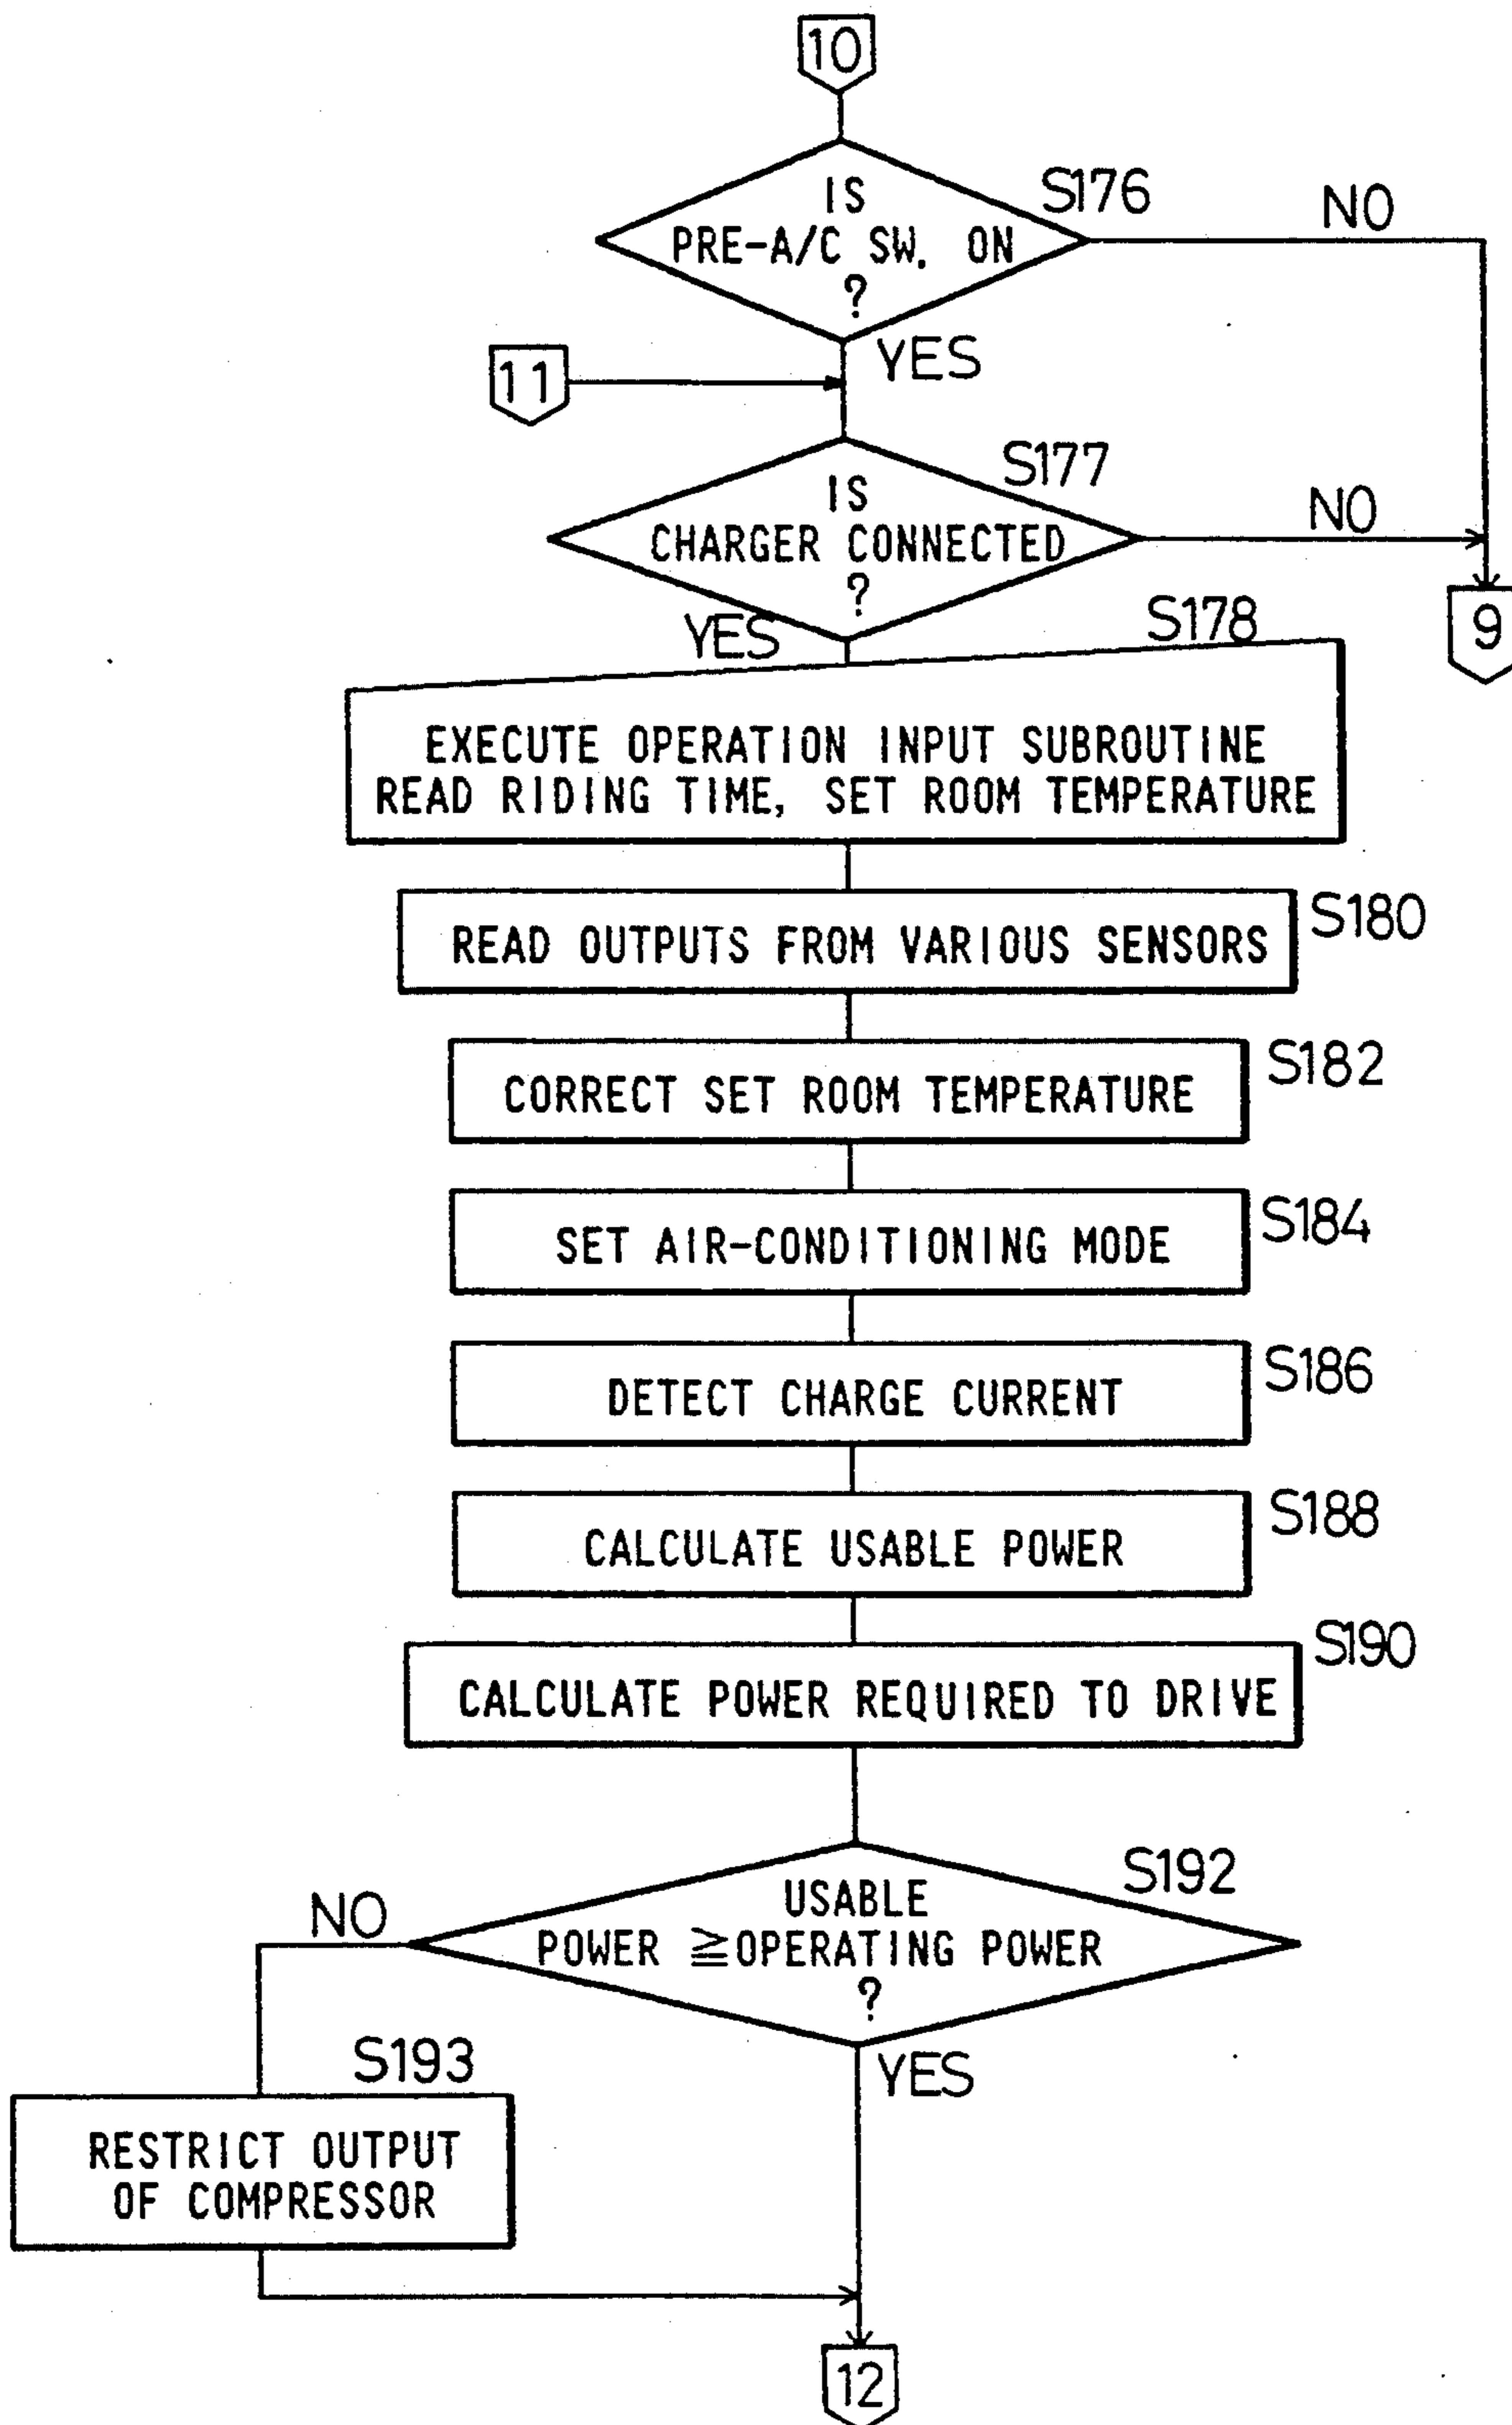 10
IS
PRE-A/C SW. ON
?
S176
NO
YES
11
IS
CHARGER CONNECTED
?
S177
NO
YES
9
S178
EXECUTE OPERATION INPUT SUBROUTINE
READ RIDING TIME, SET ROOM TEMPERATURE
READ OUTPUTS FROM VARIOUS SENSORS
S180
CORRECT SET ROOM TEMPERATURE
S182
SET AIR-CONDITIONING MODE
S184
DETECT CHARGE CURRENT
S186
CALCULATE USABLE POWER
S188
CALCULATE POWER REQUIRED TO DRIVE
S190
USABLE
POWER ≧OPERATING POWER
?
S192
NO
YES
S193
RESTRICT OUTPUT
OF COMPRESSOR
12